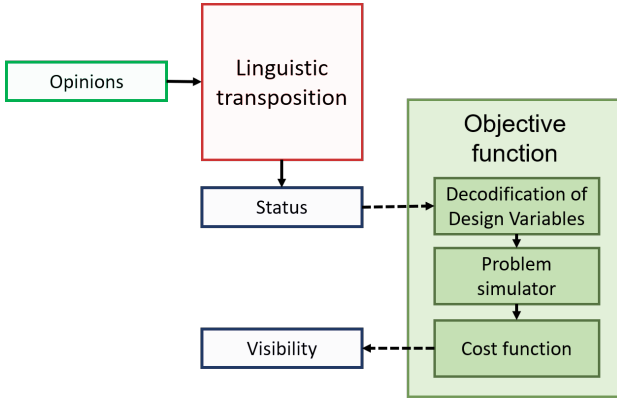 Opinions
Linguistic
transposition
Status
Objective
function
Decodification of
Design Variables
Problem
simulator
Cost function
Visibility